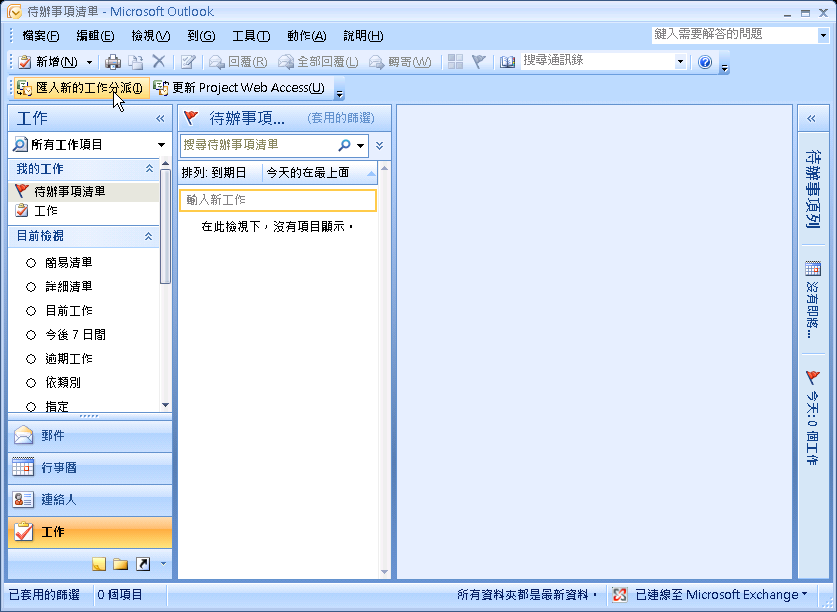 待辦事項清單 - Microsoft Outlook
檔案(F) 編輯(E) 檢視(V) 到(G) 工具(T) 動作(A) 說明(H) 鍵入需要解答的問題
新增(N) 回覆(R) 全部回覆(L) 轉寄(W) 搜尋通訊錄
匯入新的工作分派(I) 更新 Project Web Access(U)
工作 «
所有工作項目
我的工作
待辦事項清單
工作
目前檢視
簡易清單
詳細清單
目前工作
今後 7 日間
逾期工作
依類別
指定
郵件
行事曆
連絡人
工作
待辦事項... (套用的篩選)
搜尋待辦事項清單
排列: 到期日 今天的在最上面
輸入新工作
在此檢視下，沒有項目顯示。
«
待辦事項列
沒有即將...
今天: 0 個工作
已套用的篩選 0 個項目 所有資料夾都是最新資料。 已連線至 Microsoft Exchange